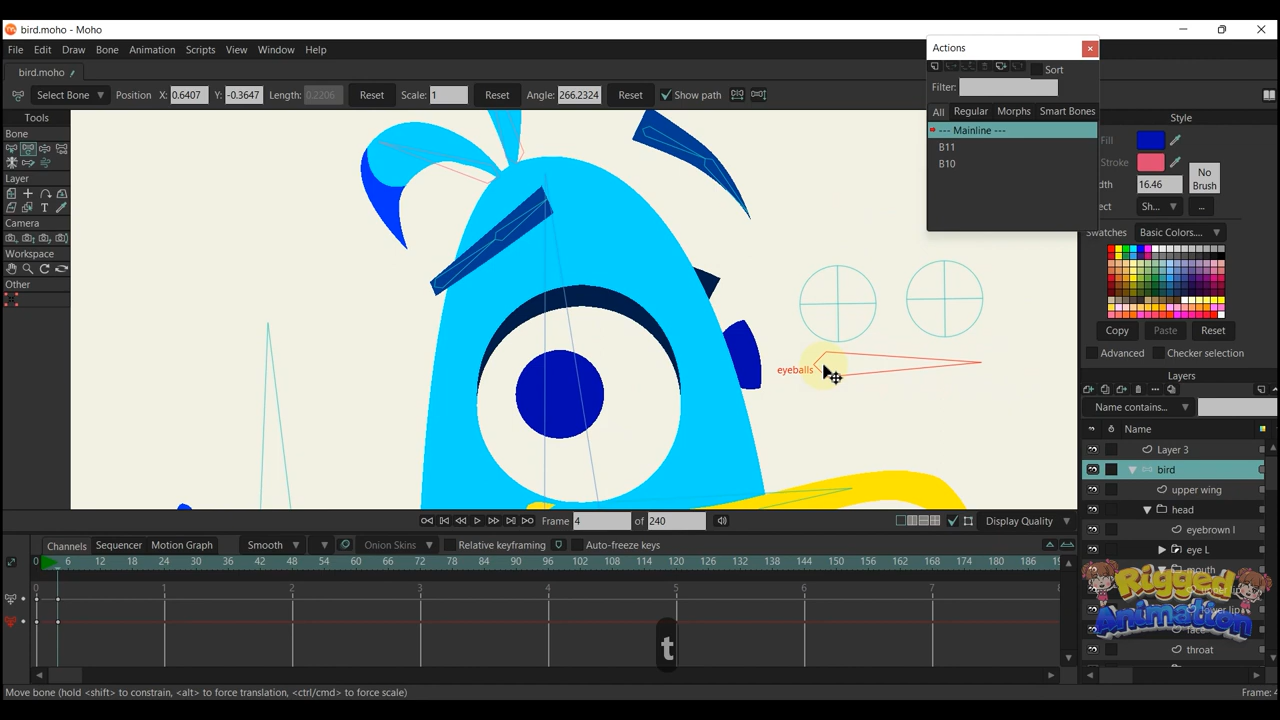 bird.moho - Moho
File Edit Draw Bone Animation Scripts View Window Help
bird.moho
Select Bone Position X: 0.6407 Y: -0.3647 Length: 0.2206 Reset Scale: 1 Reset Angle: 266.2324 Reset Show path
Tools
Bone
Layer
Camera
Workspace
Other
Actions
Sort
Filter:
All Regular Morphs Smart Bones
--- Mainline ---
B11
B10
Style
Fill
Stroke
dth 16.46
No
Brush
ect Sh... ...
Swatches Basic Colors....
Copy Paste Reset
Advanced Checker selection
Layers
Name contains...
Name
Layer 3
bird
upper wing
head
eyebrown l
eye L
mouth
face
throat
Rigged
Animation
eyeballs
Frame 4 of 240 Display Quality
Channels Sequencer Motion Graph Smooth Onion Skins Relative keyframing Auto-freeze keys
0 6 12 18 24 30 36 42 48 54 60 66 72 78 84 90 96 102 108 114 120 126 132 138 144 150 156 162 168 174 180 186
0 1 2 3 4 5 6 7
t
Move bone (hold <shift> to constrain, <alt> to force translation, <ctrl/cmd> to force scale)
Frame: 4